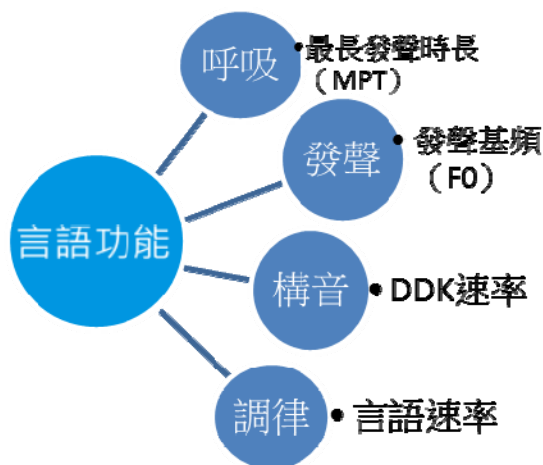 呼吸
•最長發聲時長
（MPT）
發聲
•發聲基頻
（F0）
言語功能
構音
•DDK速率
調律
•言語速率